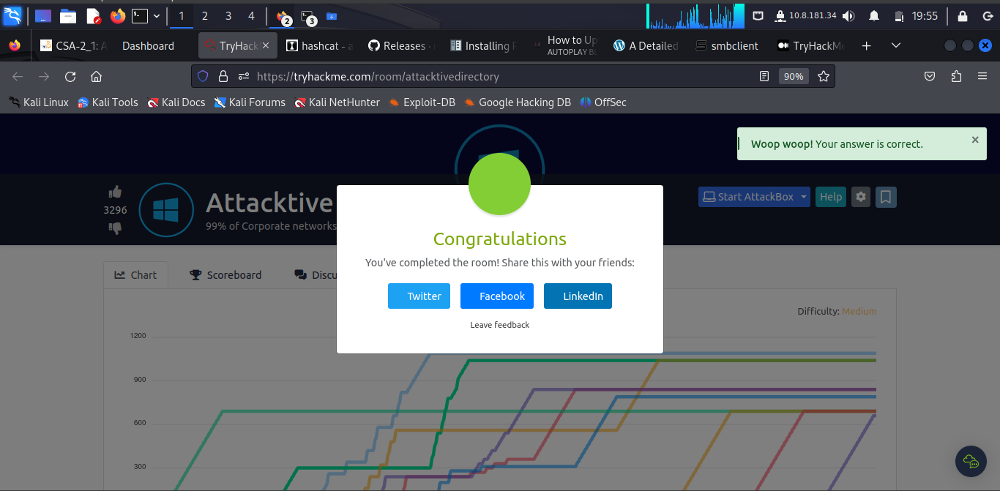 1 2 3 4 2 3 10.8.181.34 19:55
CSA-2_1: A Dashboard TryHack hashcat - a Releases · Installing F How to Up A Detailed smbclient TryHackMe
AUTOPLAY
https://tryhackme.com/room/attacktivedirectory 90%
Kali Linux Kali Tools Kali Docs Kali Forums Kali NetHunter Exploit-DB Google Hacking DB OffSec
Woop woop! Your answer is correct.
3296
Attacktive
99% of Corporate networks
Start AttackBox Help
Congratulations
You've completed the room! Share this with your friends:
Twitter Facebook LinkedIn
Leave feedback
Chart Scoreboard Discu
Difficulty: Medium
1200
900
600
300